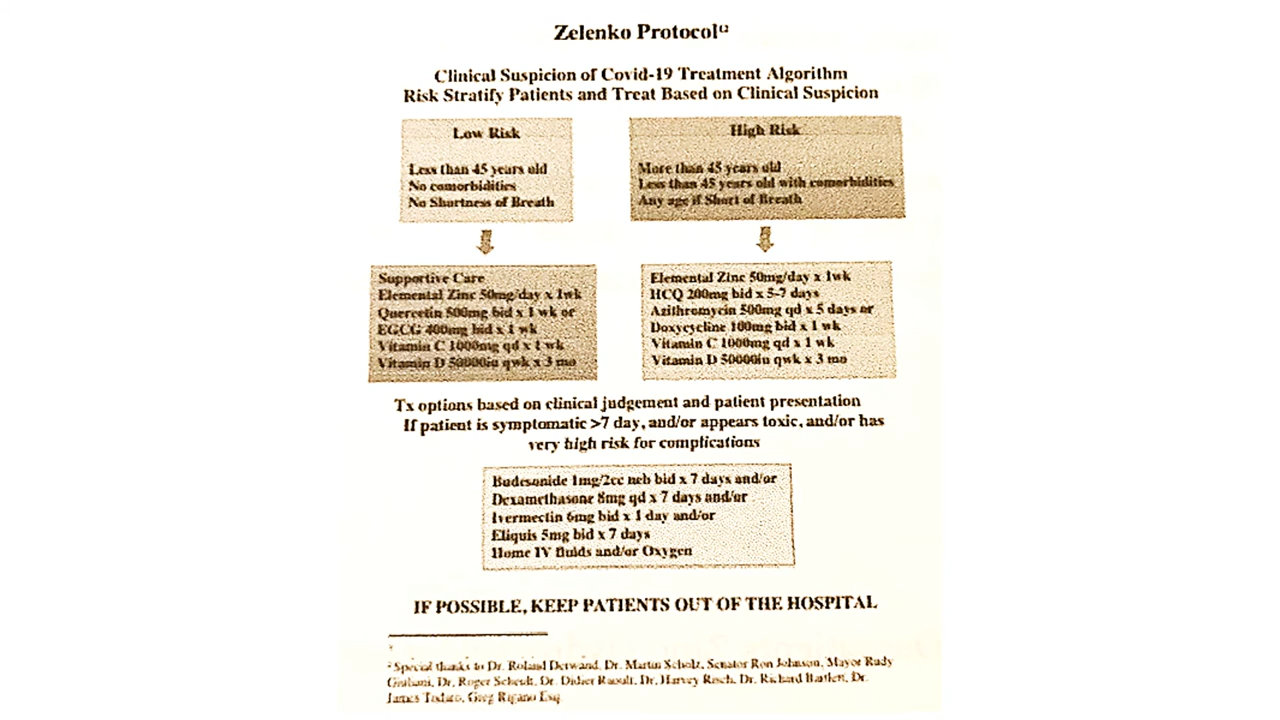 Zelenko Protocol¹²
Clinical Suspicion of Covid-19 Treatment Algorithm
Risk Stratify Patients and Treat Based on Clinical Suspicion
Low Risk
Less than 45 years old
No comorbidities
No Shortness of Breath
High Risk
More than 45 years old
Less than 45 years old with comorbidities
Any age if Short of Breath
Supportive Care
Elemental Zinc 50mg/day x 1wk
Quercetin 500mg bid x 1 wk or
EGCG 400mg bid x 1 wk
Vitamin C 1000mg qd x 1 wk
Vitamin D 50000iu qwk x 3 mo
Elemental Zinc 50mg/day x 1wk
HCQ 200mg bid x 5-7 days
Azithromycin 500mg qd x 5 days or
Doxycycline 100mg bid x 1 wk
Vitamin C 1000mg qd x 1 wk
Vitamin D 50000iu qwk x 3 mo
Tx options based on clinical judgement and patient presentation
If patient is symptomatic >7 day, and/or appears toxic, and/or has
very high risk for complications
Budesonide 1mg/2cc neb bid x 7 days and/or
Dexamethasone 8mg qd x 7 days and/or
Ivermectin 6mg bid x 1 day and/or
Eliquis 5mg bid x 7 days
Home IV fluids and/or Oxygen
IF POSSIBLE, KEEP PATIENTS OUT OF THE HOSPITAL
² Special thanks to Dr. Roland Derwand, Dr. Martin Scholz, Senator Ron Johnson, Mayor Rudy
Giuliani, Dr, Roger Scheult, Dr. Didier Raoult, Dr, Harvey Risch, Dr. Richard Bartlett, Dr.
James Todaro, Greg Rigano Esq